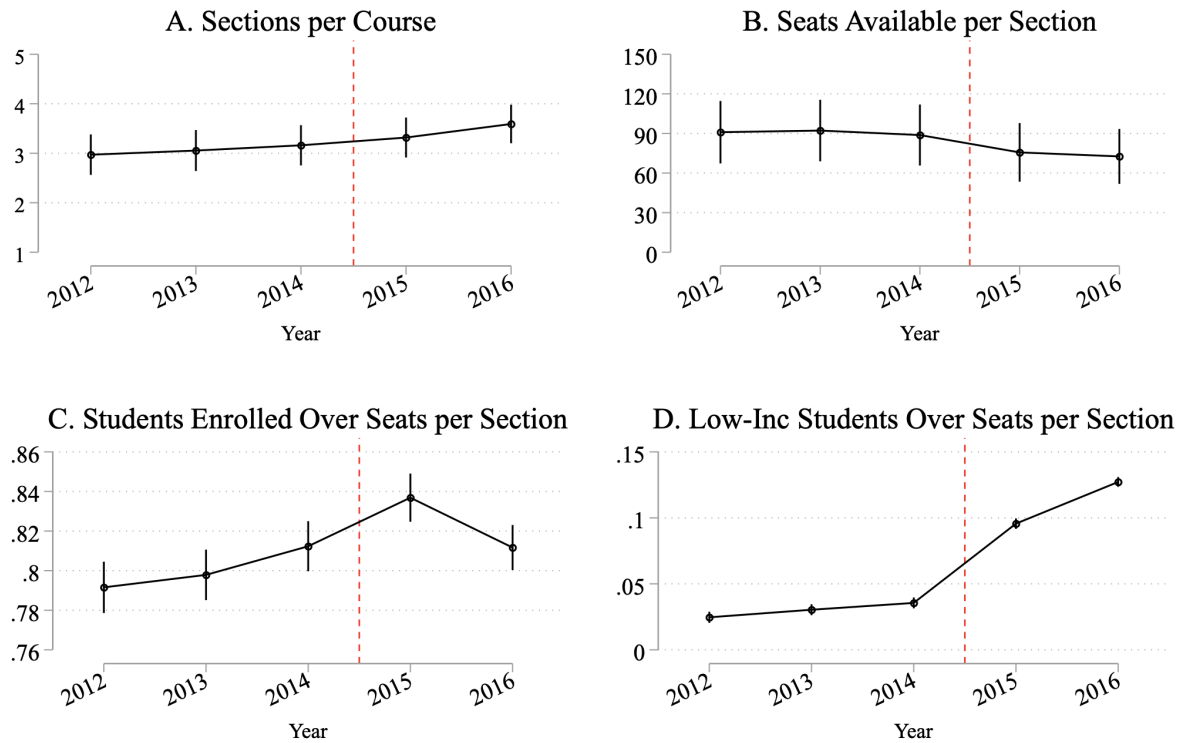 A. Sections per Course
5
4
3
2
1
2012 2013 2014 2015 2016
Year
B. Seats Available per Section
150
120
90
60
30
0
2012 2013 2014 2015 2016
Year
C. Students Enrolled Over Seats per Section
.86
.84
.82
.8
.78
.76
2012 2013 2014 2015 2016
Year
D. Low-Inc Students Over Seats per Section
.15
.1
.05
0
2012 2013 2014 2015 2016
Year